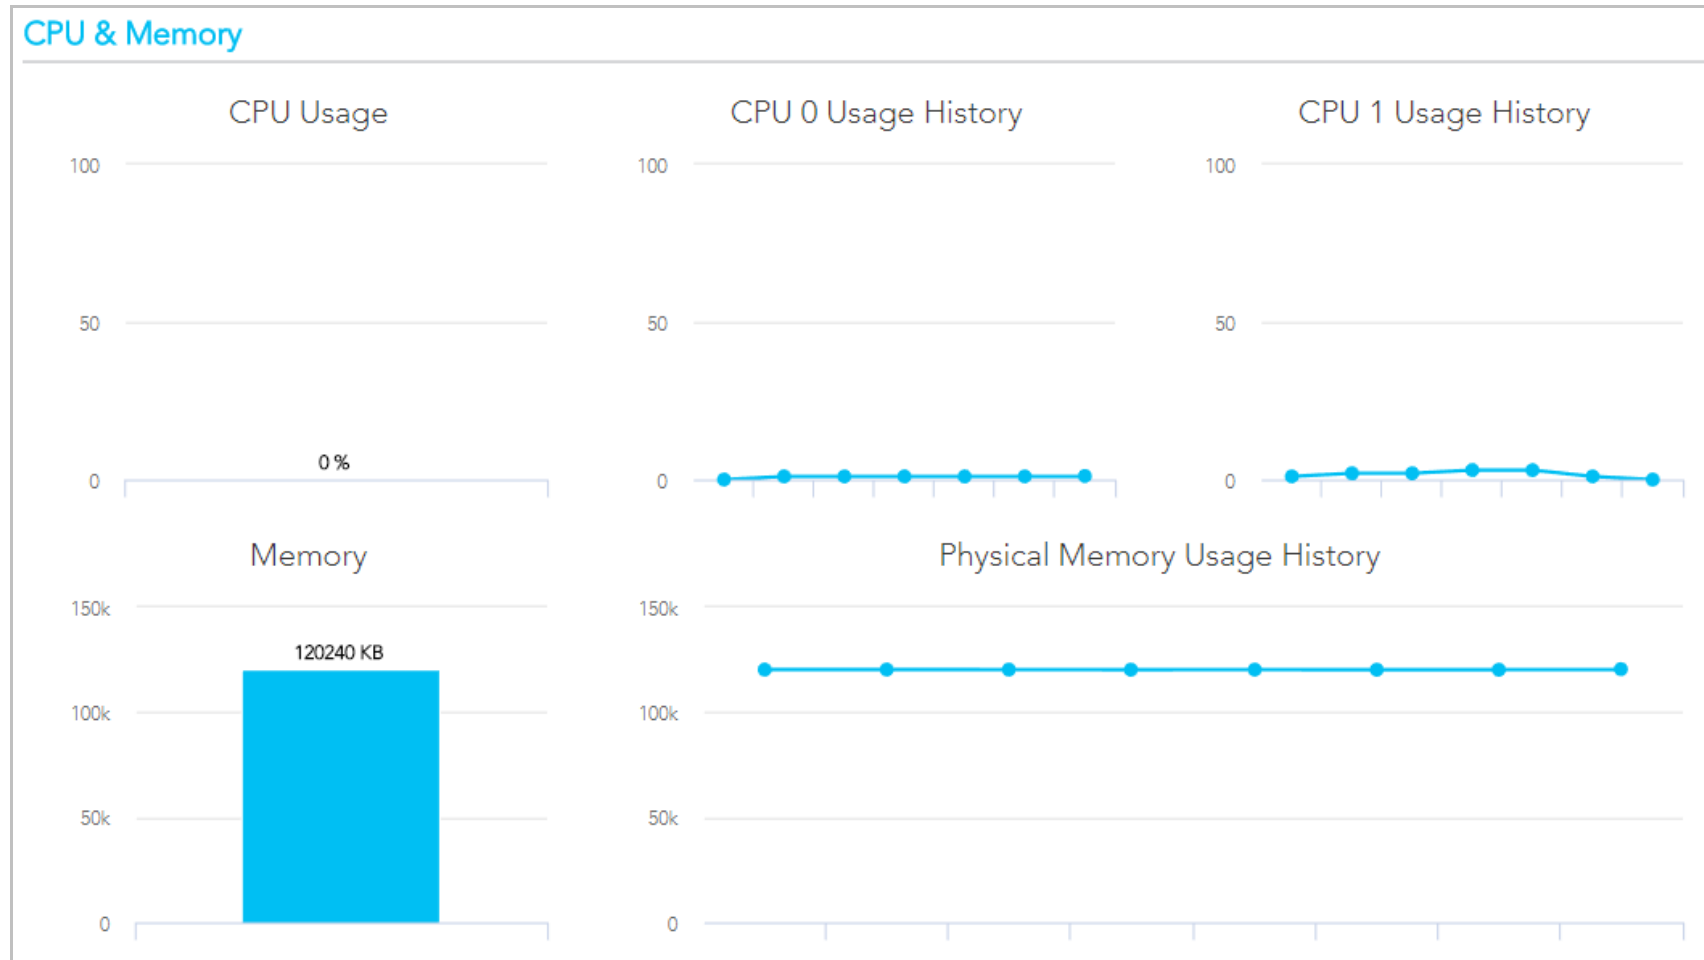 CPU & Memory
CPU Usage
100
50
0 %
0
CPU 0 Usage History
100
50
0
CPU 1 Usage History
100
50
0
Memory
150k
120240 KB
100k
50k
0
Physical Memory Usage History
150k
100k
50k
0